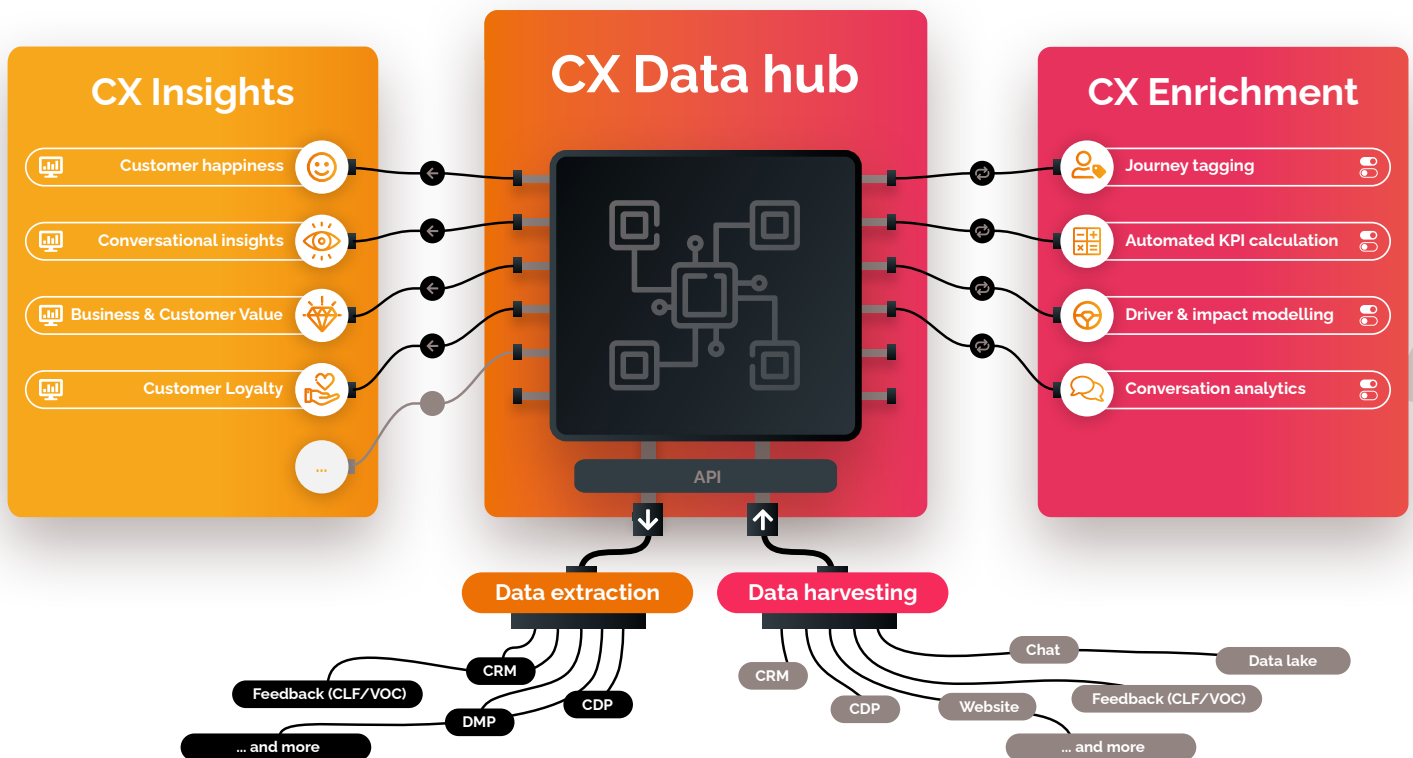 CX Insights
Customer happiness
Conversational insights
Business & Customer Value
Customer Loyalty
...
CX Data hub
API
CX Enrichment
Journey tagging
Automated KPI calculation
Driver & impact modelling
Conversation analytics
Data extraction
CRM
Feedback (CLF/VOC)
CDP
DMP
... and more
Data harvesting
Chat
Data lake
CRM
Feedback (CLF/VOC)
CDP
Website
... and more